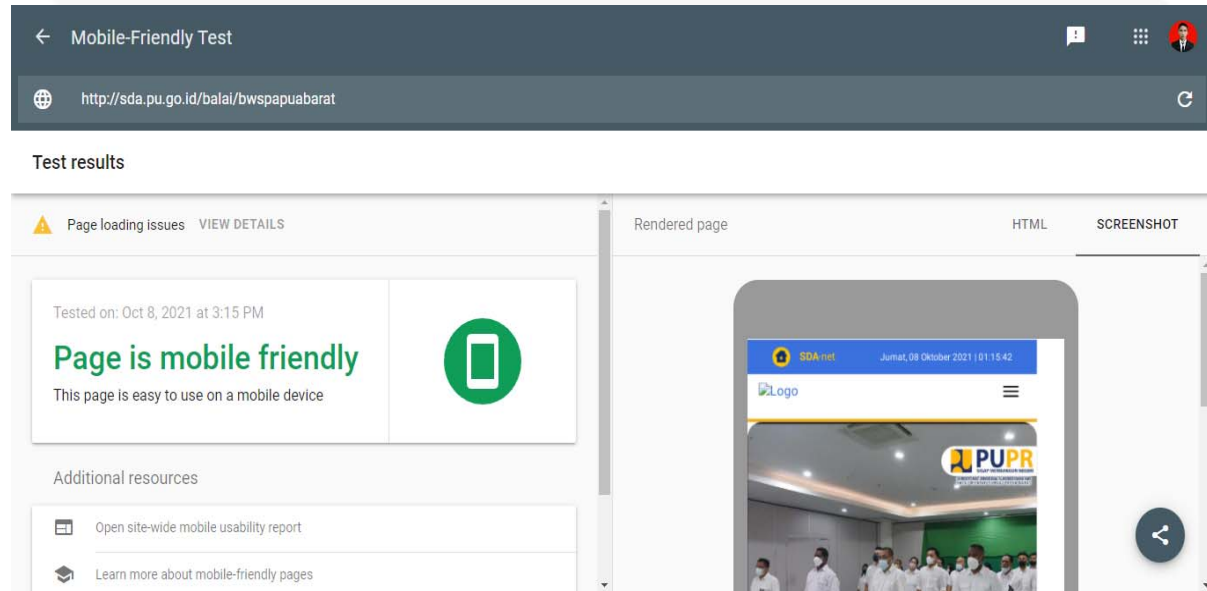 Mobile-Friendly Test
http://sda.pu.go.id/balai/bwspapuabarat
Test results
Page loading issues VIEW DETAILS
Tested on: Oct 8, 2021 at 3:15 PM
Page is mobile friendly
This page is easy to use on a mobile device
Additional resources
Open site-wide mobile usability report
Learn more about mobile-friendly pages
Rendered page HTML SCREENSHOT
SDA-net Jumat, 08 Oktober 2021 | 01:15:42
Logo
PUPR